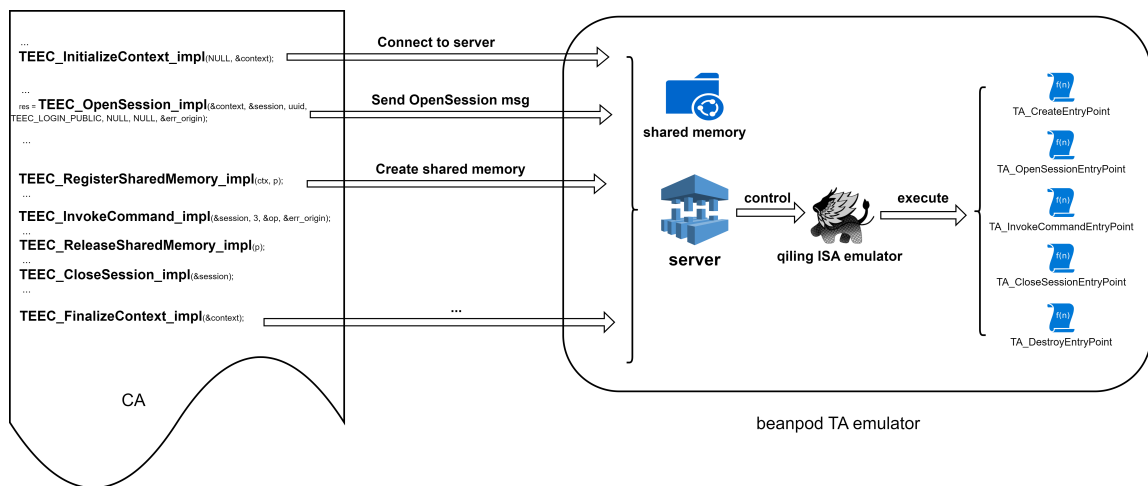 ...
TEEC_InitializeContext_impl(NULL, &context);
...
res = TEEC_OpenSession_impl(&context, &session, uuid,
TEEC_LOGIN_PUBLIC, NULL, NULL, &err_origin);
...
TEEC_RegisterSharedMemory_impl(ctx, p);
...
TEEC_InvokeCommand_impl(&session, 3, &op, &err_origin);
...
TEEC_ReleaseSharedMemory_impl(p);
...
TEEC_CloseSession_impl(&session);
...
TEEC_FinalizeContext_impl(&context);
CA
Connect to server
Send OpenSession msg
Create shared memory
...
shared memory
server
control
qiling ISA emulator
execute
f(n)
TA_CreateEntryPoint
f(n)
TA_OpenSessionEntryPoint
f(n)
TA_InvokeCommandEntryPoint
f(n)
TA_CloseSessionEntryPoint
f(n)
TA_DestroyEntryPoint
beanpod TA emulator